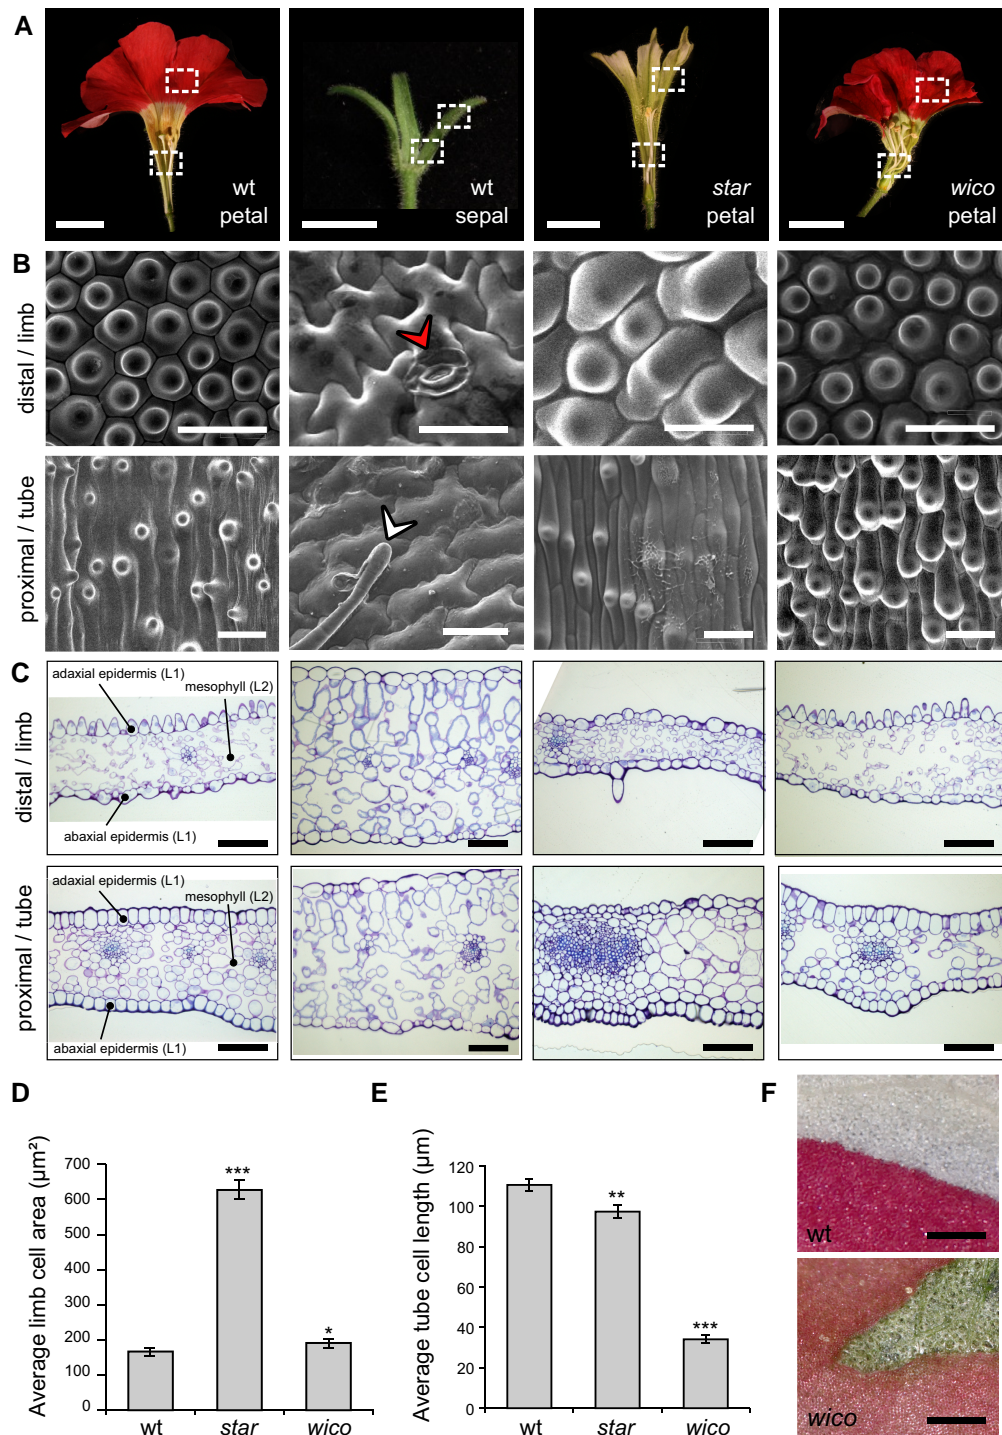 A
wt
petal
wt
sepal
star
petal
wico
petal
B
distal / limb
proximal / tube
C
distal / limb
adaxial epidermis (L1)
mesophyll (L2)
abaxial epidermis (L1)
proximal / tube
adaxial epidermis (L1)
mesophyll (L2)
abaxial epidermis (L1)
D
Average limb cell area (µm²)
700
600
500
400
300
200
100
0
***
*
wt
star
wico
E
Average tube cell length (µm)
120
100
80
60
40
20
0
**
***
wt
star
wico
F
wt
wico